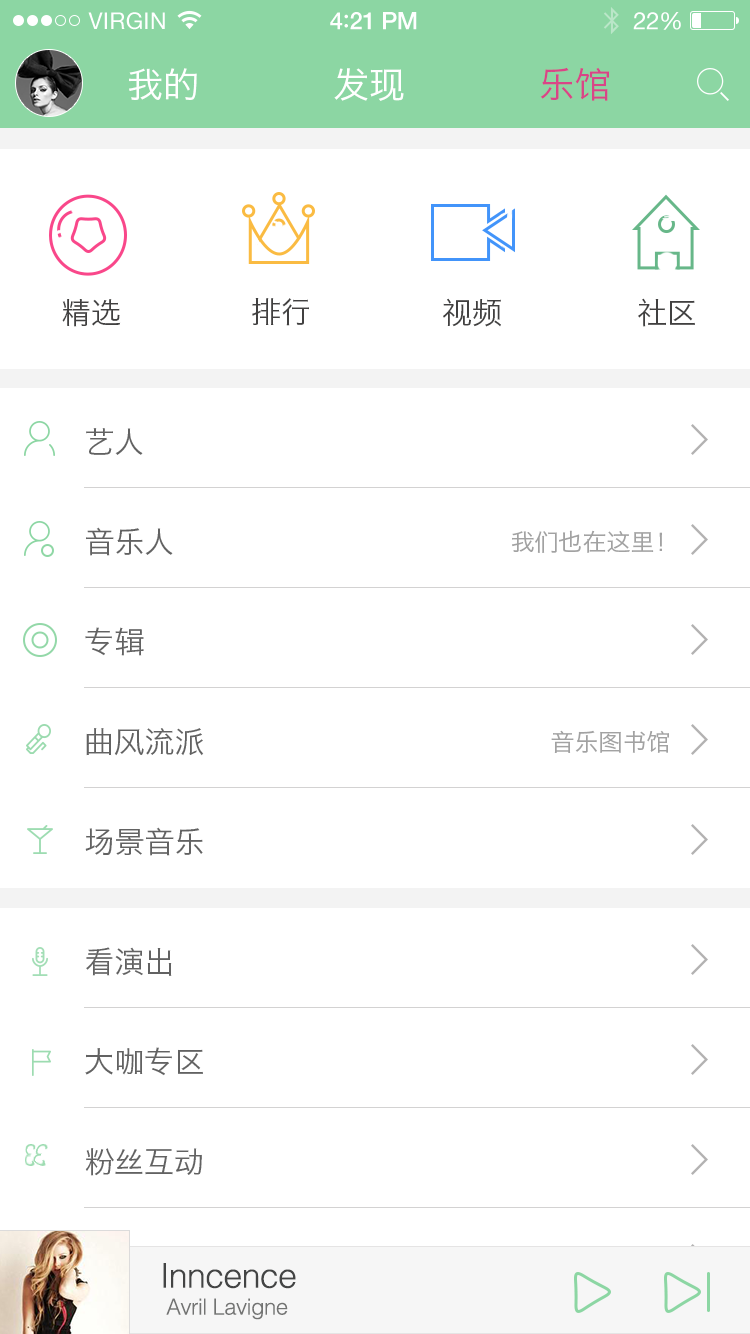 VIRGIN 4:21 PM 22%
我的 发现 乐馆
精选 排行 视频 社区
艺人
音乐人 我们也在这里！
专辑
曲风流派 音乐图书馆
场景音乐
看演出
大咖专区
粉丝互动
Inncence
Avril Lavigne